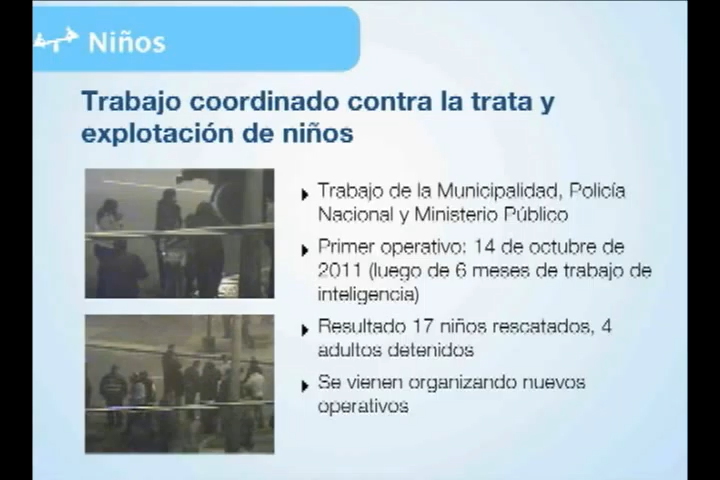 Niños
Trabajo coordinado contra la trata y
explotación de niños
Trabajo de la Municipalidad, Policía
Nacional y Ministerio Público
Primer operativo: 14 de octubre de
2011 (luego de 6 meses de trabajo de
inteligencia)
Resultado 17 niños rescatados, 4
adultos detenidos
Se vienen organizando nuevos
operativos